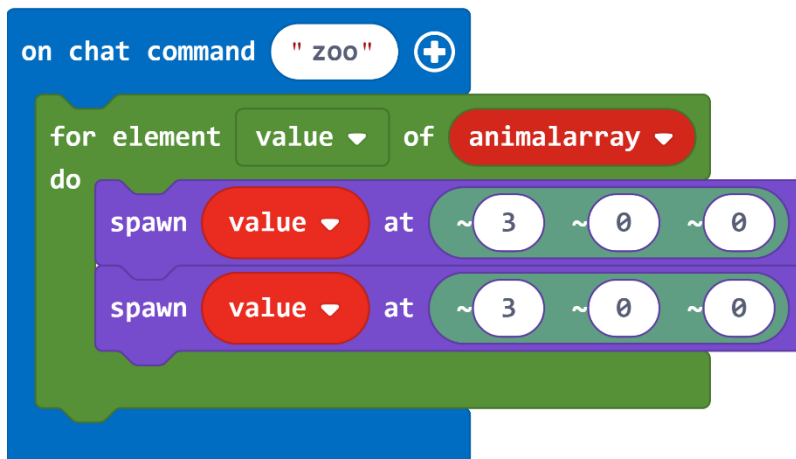 on chat command "zoo"
for element value of animalarray
do
spawn value at ~3 ~0 ~0
spawn value at ~3 ~0 ~0